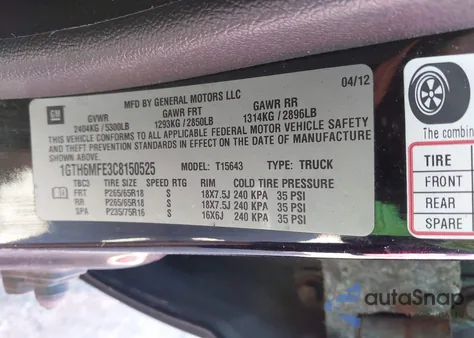 GM
MFD BY GENERAL MOTORS LLC
04/12
GVWR GAWR FRT GAWR RR
2404KG / 5300LB 1293KG / 2850LB 1314KG / 2896LB
THIS VEHICLE CONFORMS TO ALL APPLICABLE FEDERAL MOTOR VEHICLE SAFETY
AND THEFT PREVENTION STANDARDS IN EFFECT ON THE DATE OF MANUFACTURE
1GTH6MFE3C8150525 MODEL: T15643 TYPE: TRUCK
TBC3 TIRE SIZE SPEED RTG RIM COLD TIRE PRESSURE
FRT P265/65R18 S 18X7.5J 240 KPA 35 PSI
RR P265/65R18 S 18X7.5J 240 KPA 35 PSI
SPA P235/75R16 S 16X6J 240 KPA 35 PSI
The combin
TIRE
FRONT
REAR
SPARE
autoSnap